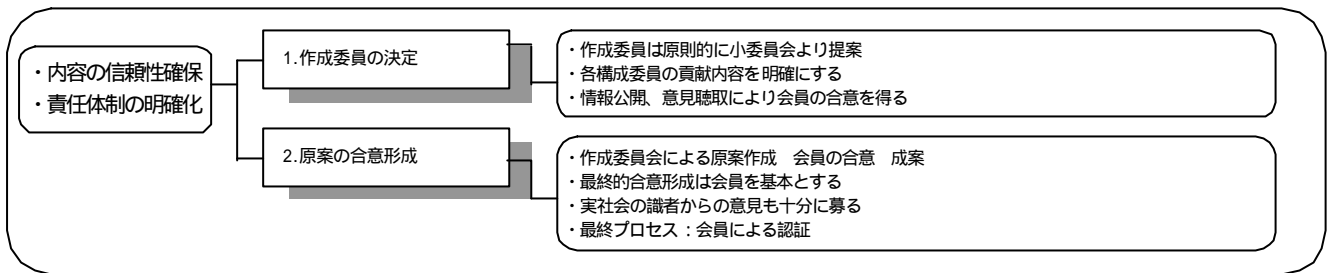 ・内容の信頼性確保
・責任体制の明確化
1.作成委員の決定
・作成委員は原則的に小委員会より提案
・各構成委員の貢献内容を明確にする
・情報公開、意見聴取により会員の合意を得る
2.原案の合意形成
・作成委員会による原案作成　会員の合意　成案
・最終的合意形成は会員を基本とする
・実社会の識者からの意見も十分に募る
・最終プロセス：会員による認証